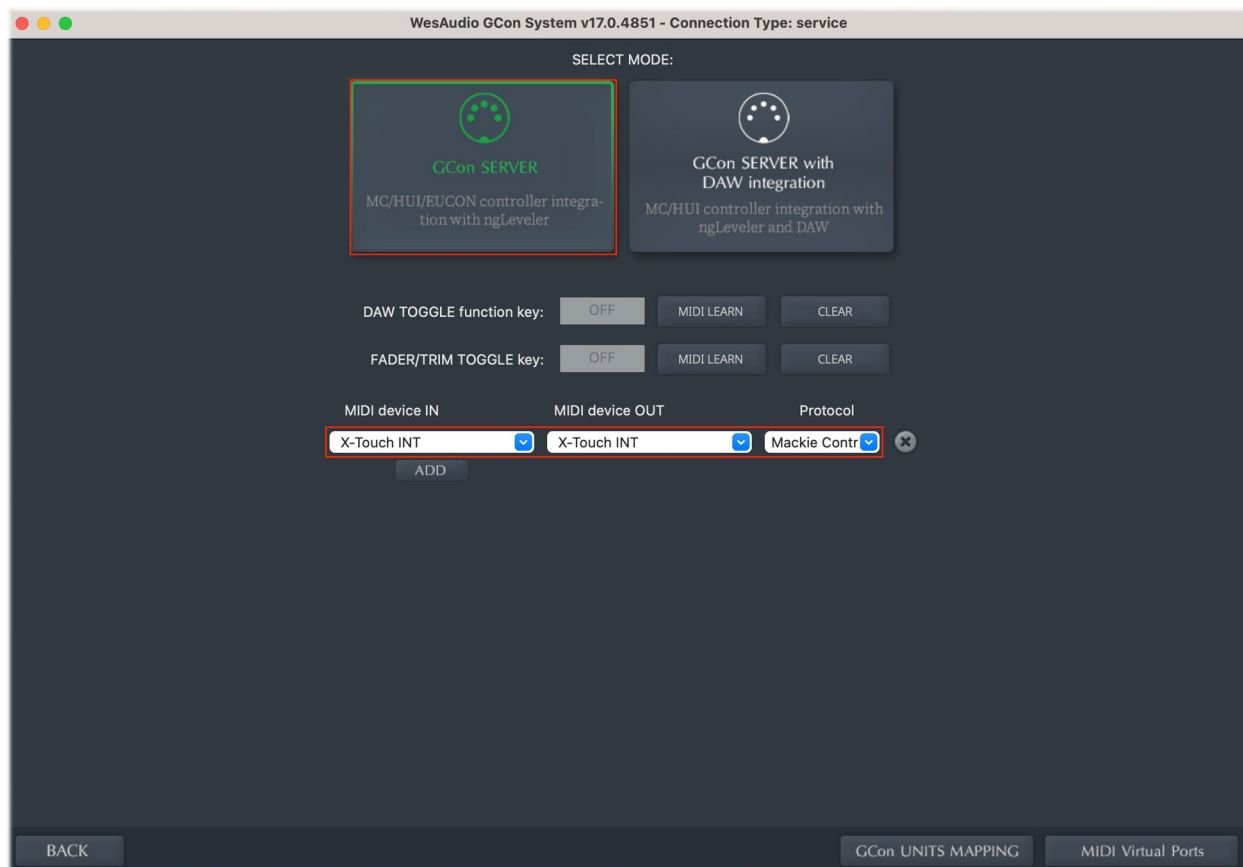 WesAudio GCon System v17.0.4851 - Connection Type: service
SELECT MODE:
GCon SERVER
MC/HUI/EUCON controller integra-
tion with ngLeveler
GCon SERVER with
DAW integration
MC/HUI controller integration with
ngLeveler and DAW
DAW TOGGLE function key: OFF MIDI LEARN CLEAR
FADER/TRIM TOGGLE key: OFF MIDI LEARN CLEAR
MIDI device IN MIDI device OUT Protocol
X-Touch INT X-Touch INT Mackie Contr
ADD
BACK GCon UNITS MAPPING MIDI Virtual Ports